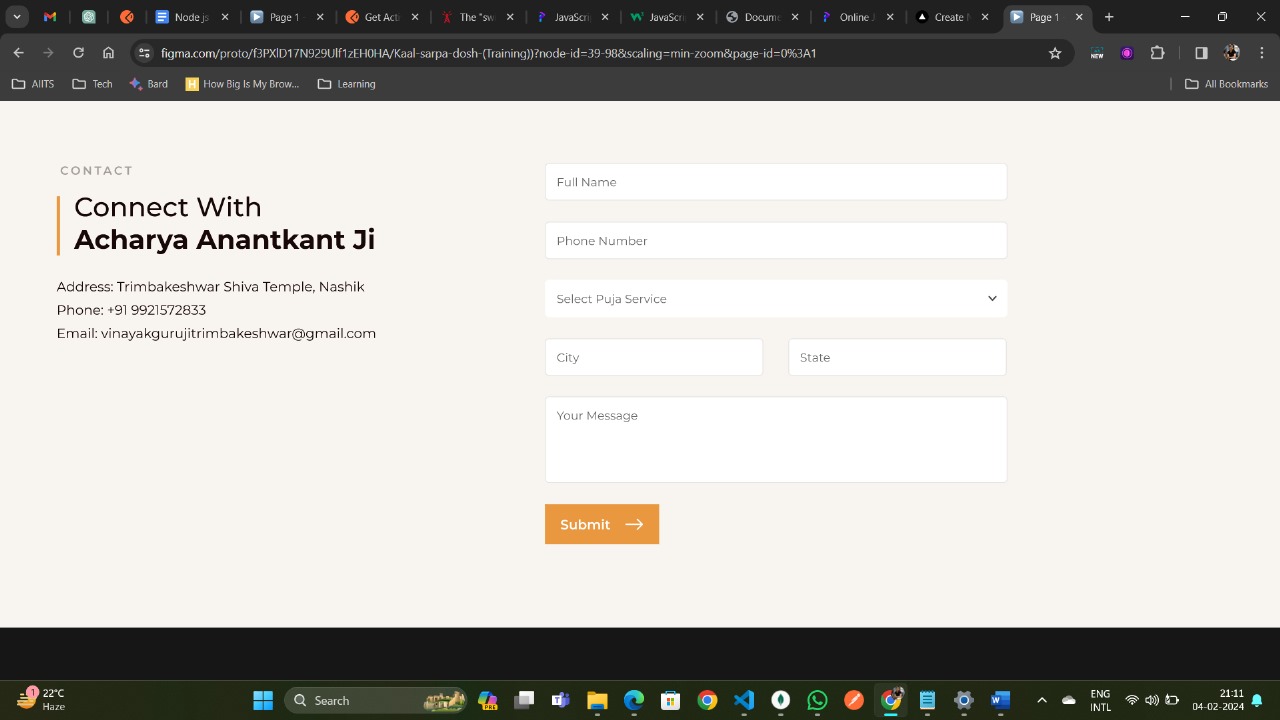 Node js
Page 1
Get Acti
The "sw
JavaScri
JavaScri
Docume
Online J
Create N
Page 1
figma.com/proto/f3PXlD17N929Ulf1zEH0HA/Kaal-sarpa-dosh-(Training))?node-id=39-98&scaling=min-zoom&page-id=0%3A1
NEW
AIITS
Tech
Bard
How Big Is My Brow...
Learning
All Bookmarks
CONTACT
Connect With
Acharya Anantkant Ji
Address: Trimbakeshwar Shiva Temple, Nashik
Phone: +91 9921572833
Email: vinayakgurujitrimbakeshwar@gmail.com
Full Name
Phone Number
Select Puja Service
City
State
Your Message
Submit
1
22°C
Haze
Search
PRE
ENG
INTL
21:11
04-02-2024